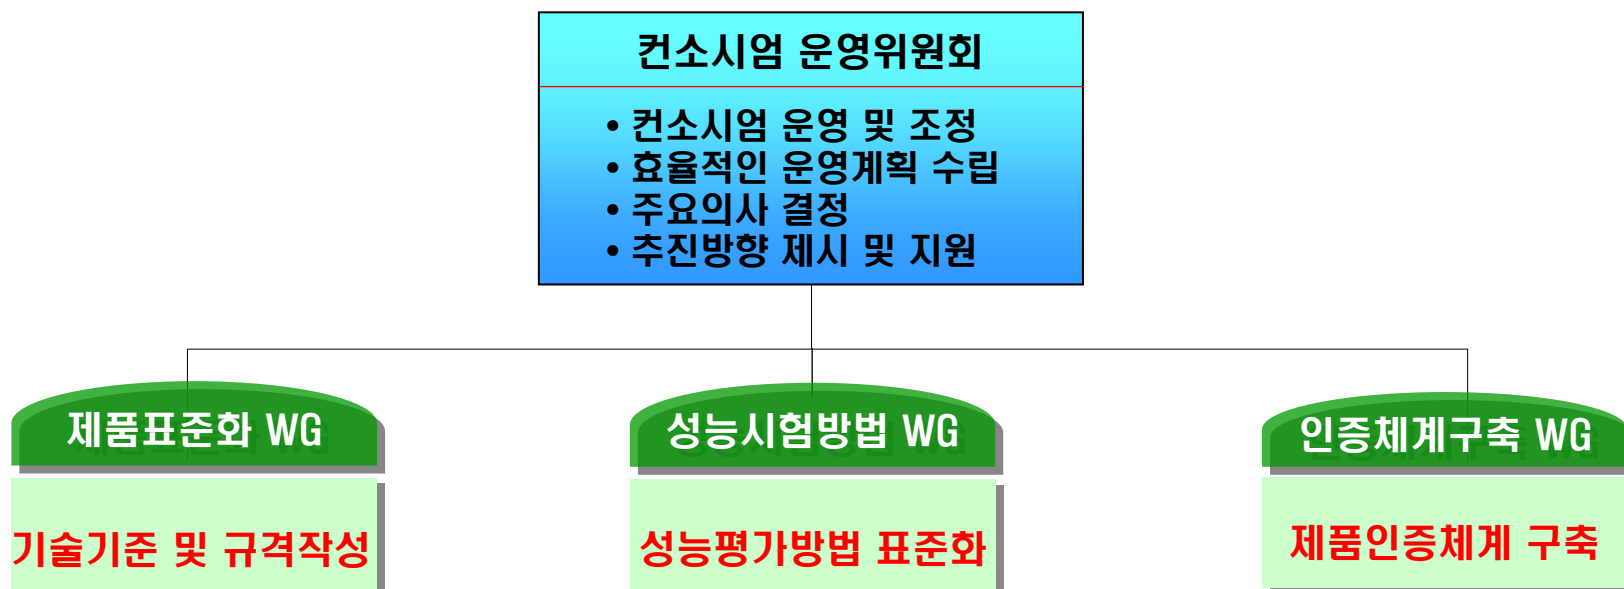 컨소시엄 운영위원회
• 컨소시엄 운영 및 조정
• 효율적인 운영계획 수립
• 주요의사 결정
• 추진방향 제시 및 지원
제품표준화 WG
성능시험방법 WG
인증체계구축 WG
기술기준 및 규격작성
성능평가방법 표준화
제품인증체계 구축